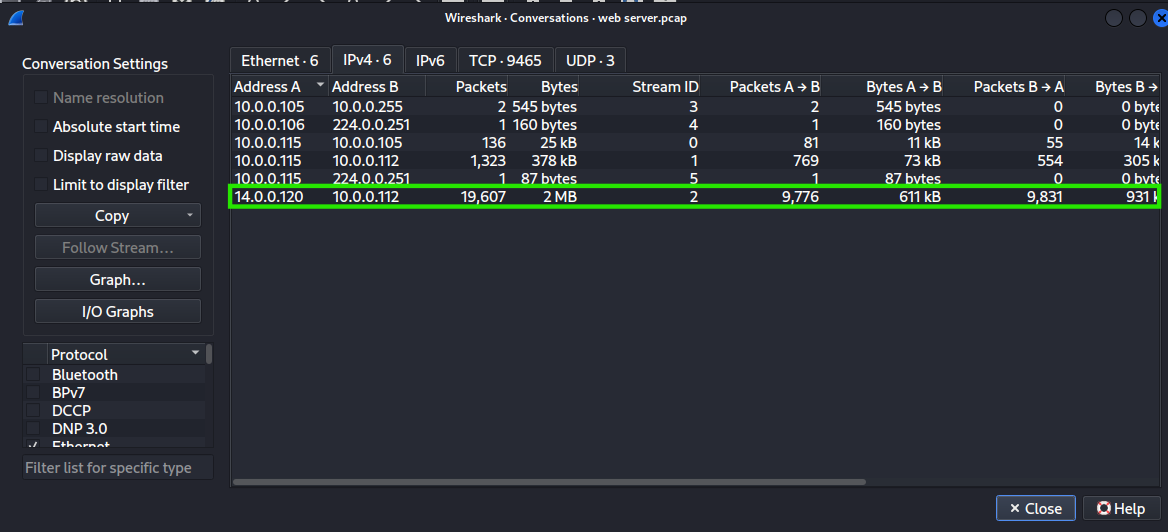 Wireshark · Conversations · web server.pcap
Conversation Settings
Name resolution
Absolute start time
Display raw data
Limit to display filter
Copy
Follow Stream…
Graph…
I/O Graphs
Protocol
Bluetooth
BPv7
DCCP
DNP 3.0
Ethernet
Filter list for specific type
Ethernet · 6 IPv4 · 6 IPv6 TCP · 9465 UDP · 3
Address A Address B Packets Bytes Stream ID Packets A → B Bytes A → B Packets B → A Bytes B →
10.0.0.105 10.0.0.255 2 545 bytes 3 2 545 bytes 0 0 byte
10.0.0.106 224.0.0.251 1 160 bytes 4 1 160 bytes 0 0 byte
10.0.0.115 10.0.0.105 136 25 kB 0 81 11 kB 55 14 k
10.0.0.115 10.0.0.112 1,323 378 kB 1 769 73 kB 554 305 k
10.0.0.115 224.0.0.251 1 87 bytes 5 1 87 bytes 0 0 byte
14.0.0.120 10.0.0.112 19,607 2 MB 2 9,776 611 kB 9,831 931 k
Close Help